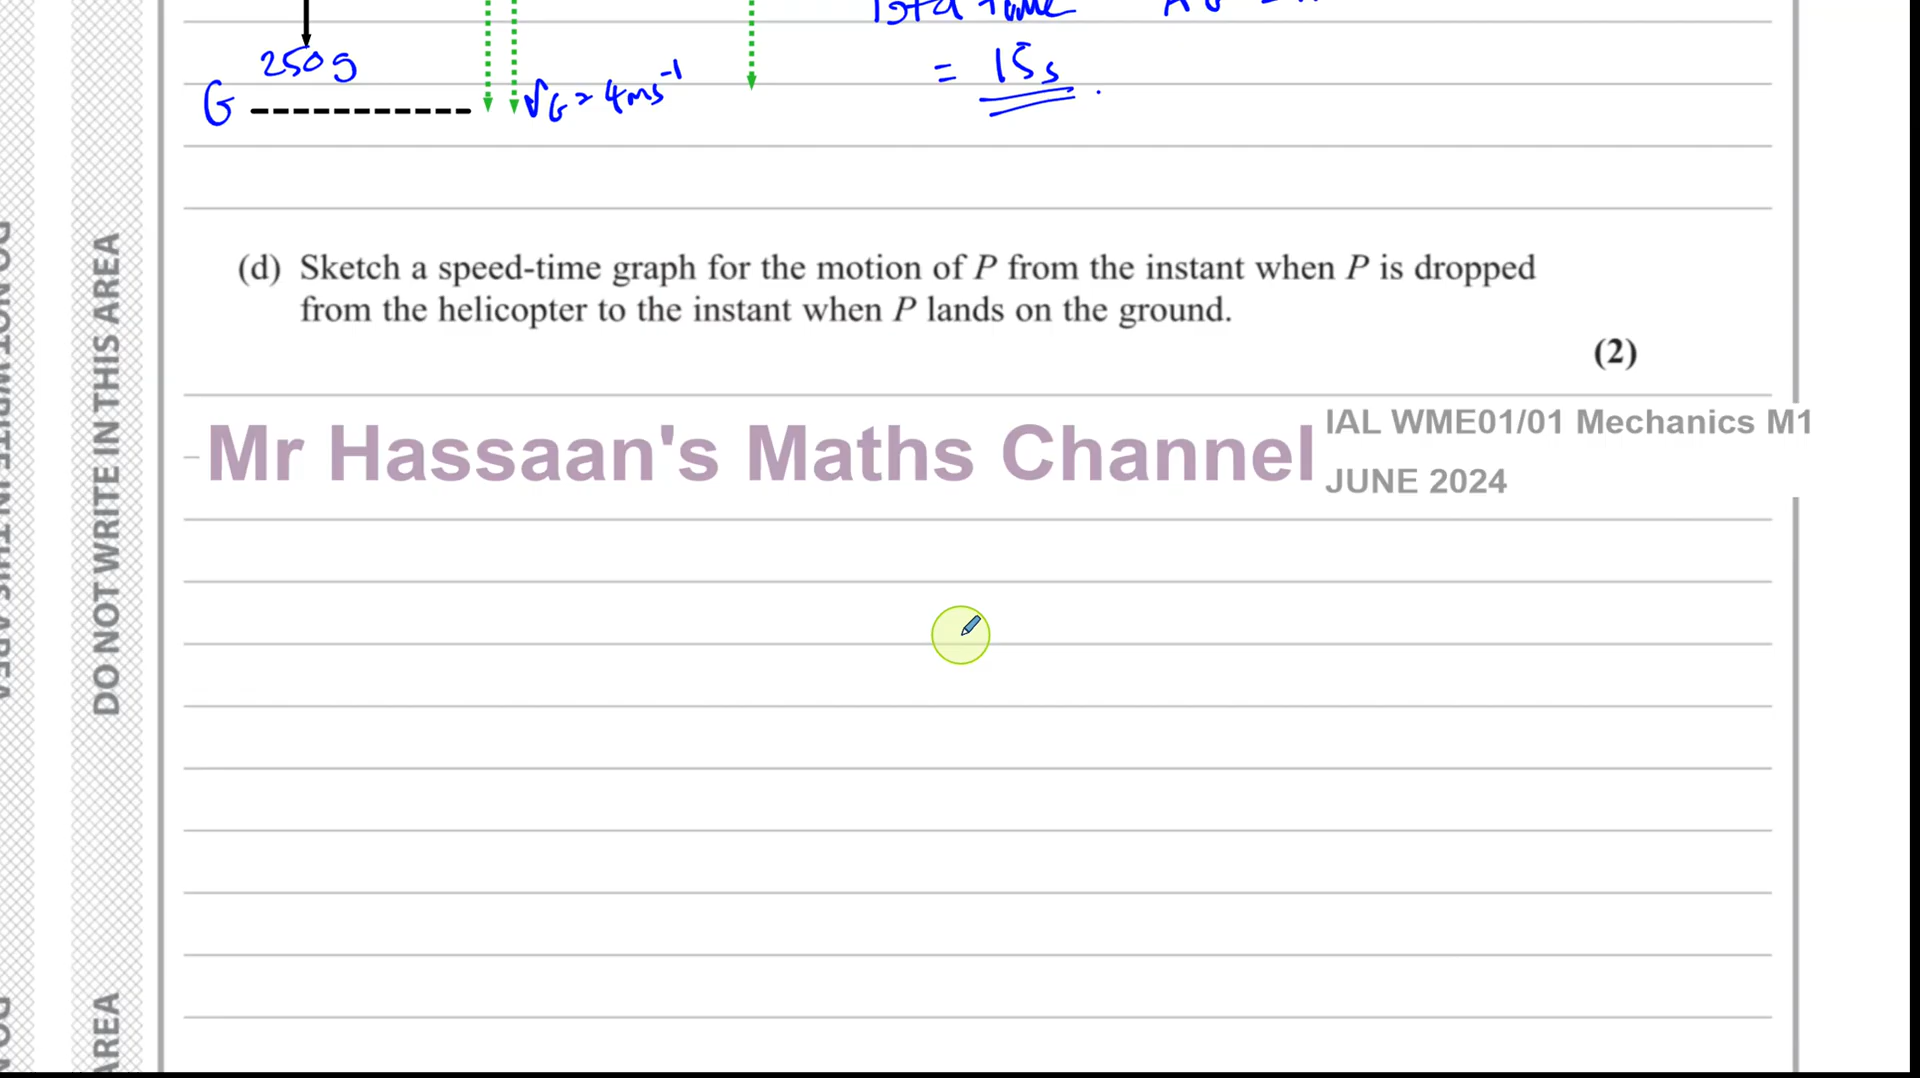 = 15s.
250g
G V_G = 4ms⁻¹
(d) Sketch a speed-time graph for the motion of P from the instant when P is dropped
from the helicopter to the instant when P lands on the ground.
(2)
Mr Hassaan's Maths Channel
IAL WME01/01 Mechanics M1
JUNE 2024
DO NOT WRITE IN THIS AREA
AREA